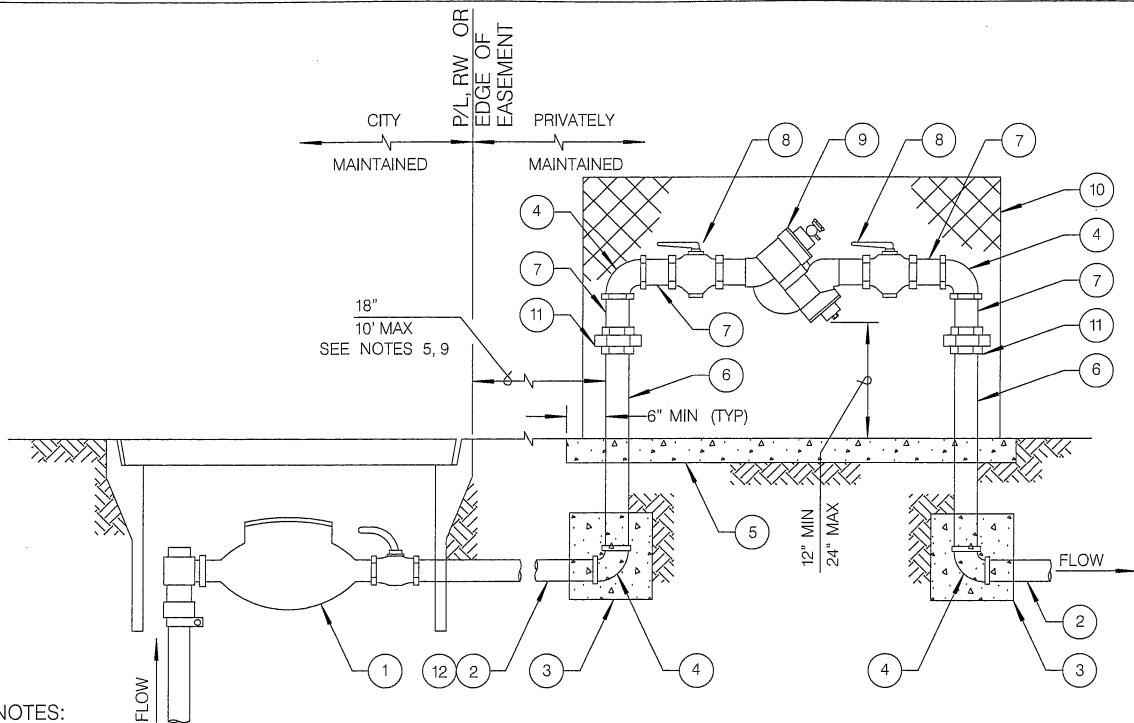 P/L, RW OR
EDGE OF
EASEMENT
CITY
MAINTAINED
PRIVATELY
MAINTAINED
8
9
8
7
10
4
4
7
7
7
11
11
18"
10' MAX
SEE NOTES 5, 9
6
6
6" MIN (TYP)
5
12" MIN
24" MAX
FLOW
1
12
2
3
4
4
2
3
FLOW
NOTES: